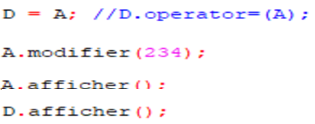 D = A; //D.operator=(A);
A.modifier(234);
A.afficher():
D.afficher();